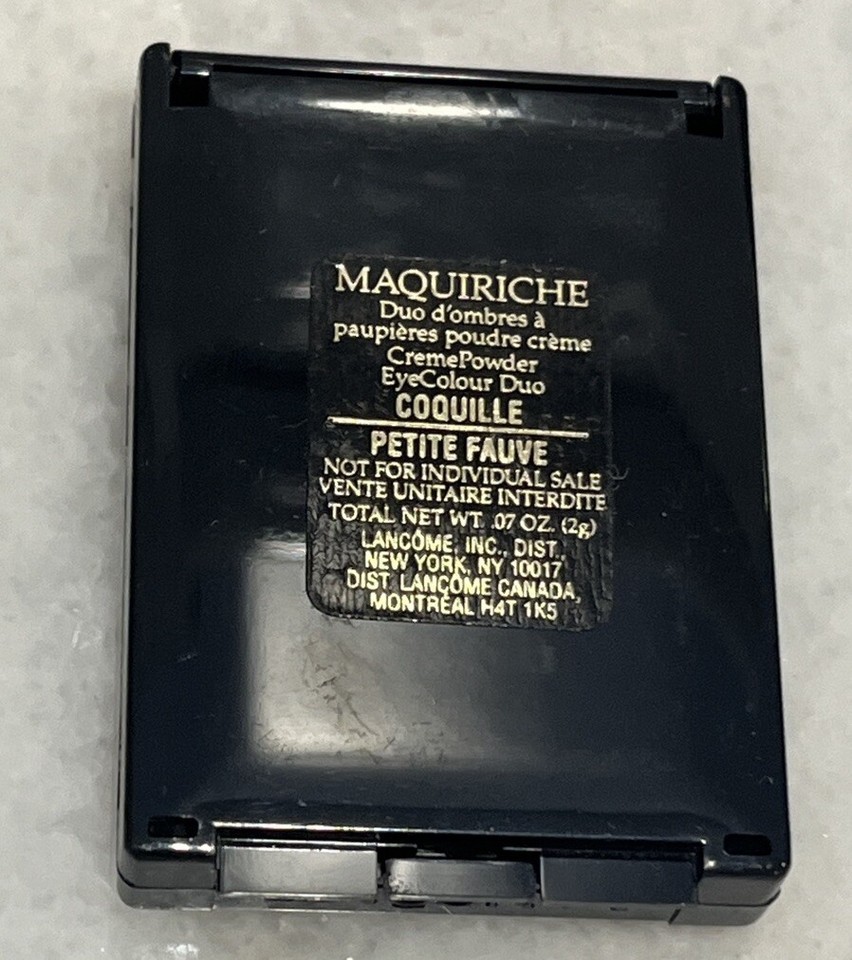 MAQUIRICHE
Duo d'ombres à
paupières poudre crème
CremePowder
EyeColour Duo
COQUILLE
PETITE FAUVE
NOT FOR INDIVIDUAL SALE
VENTE UNITAIRE INTERDITE
TOTAL NET WT. .07 OZ. (2g)
LANCÔME, INC., DIST.,
NEW YORK, NY 10017
DIST. LANCÔME CANADA,
MONTRÉAL H4T 1K5